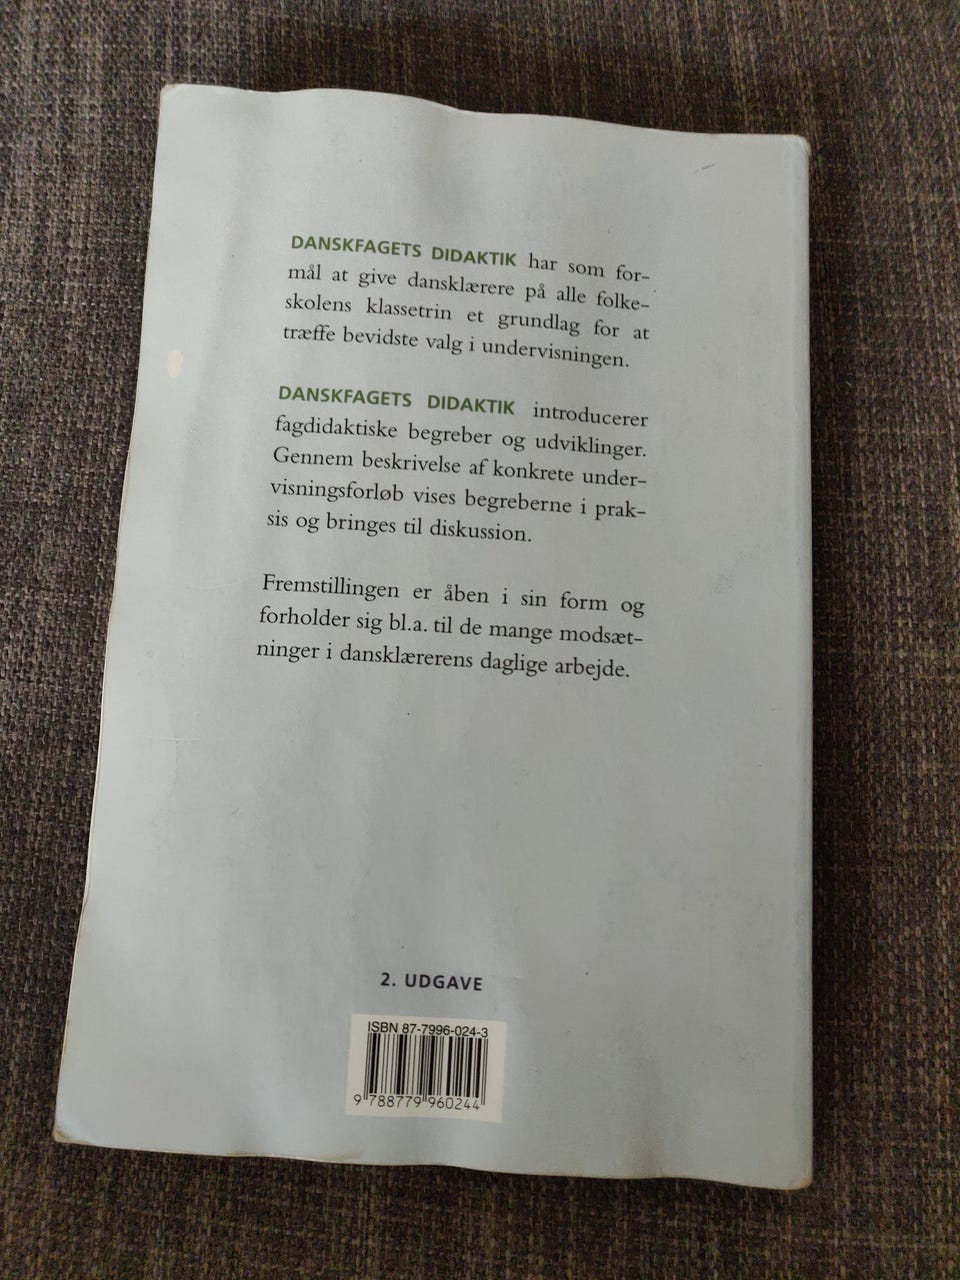 DANSKFAGETS DIDAKTIK har som for-
mål at give dansklærere på alle folke-
skolens klassetrin et grundlag for at
træffe bevidste valg i undervisningen.
DANSKFAGETS DIDAKTIK introducerer
fagdidaktiske begreber og udviklinger.
Gennem beskrivelse af konkrete under-
visningsforløb vises begreberne i prak-
sis og bringes til diskussion.
Fremstillingen er åben i sin form og
forholder sig bl.a. til de mange modsæt-
ninger i dansklærerens daglige arbejde.
2. UDGAVE
ISBN 87-7996-024-3
9 788779 960244